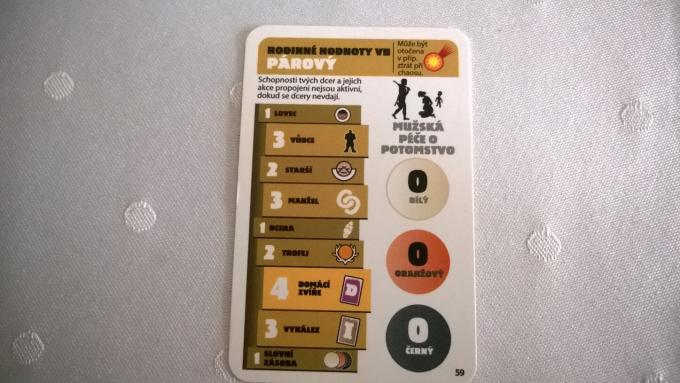 RODINNÉ HODNOTY VB
PÁROVÝ
Může být
otočena
v příp.
ztrát při
chaosu.
Schopnosti tvých dcer a jejich
akce propojení nejsou aktivní,
dokud se dcery nevdají.
1 LOVEC
3 VŮDCE
2 STARŠÍ
3 MANŽEL
1 DCERA
2 TROFEJ
4 DOMÁCÍ
ZVÍŘE
D
3 VYNÁLEZ
I
1 SLOVNÍ
ZÁSOBA
MUŽSKÁ
PÉČE O
POTOMSTVO
0
BÍLÝ
0
ORANŽOVÝ
0
ČERNÝ
59